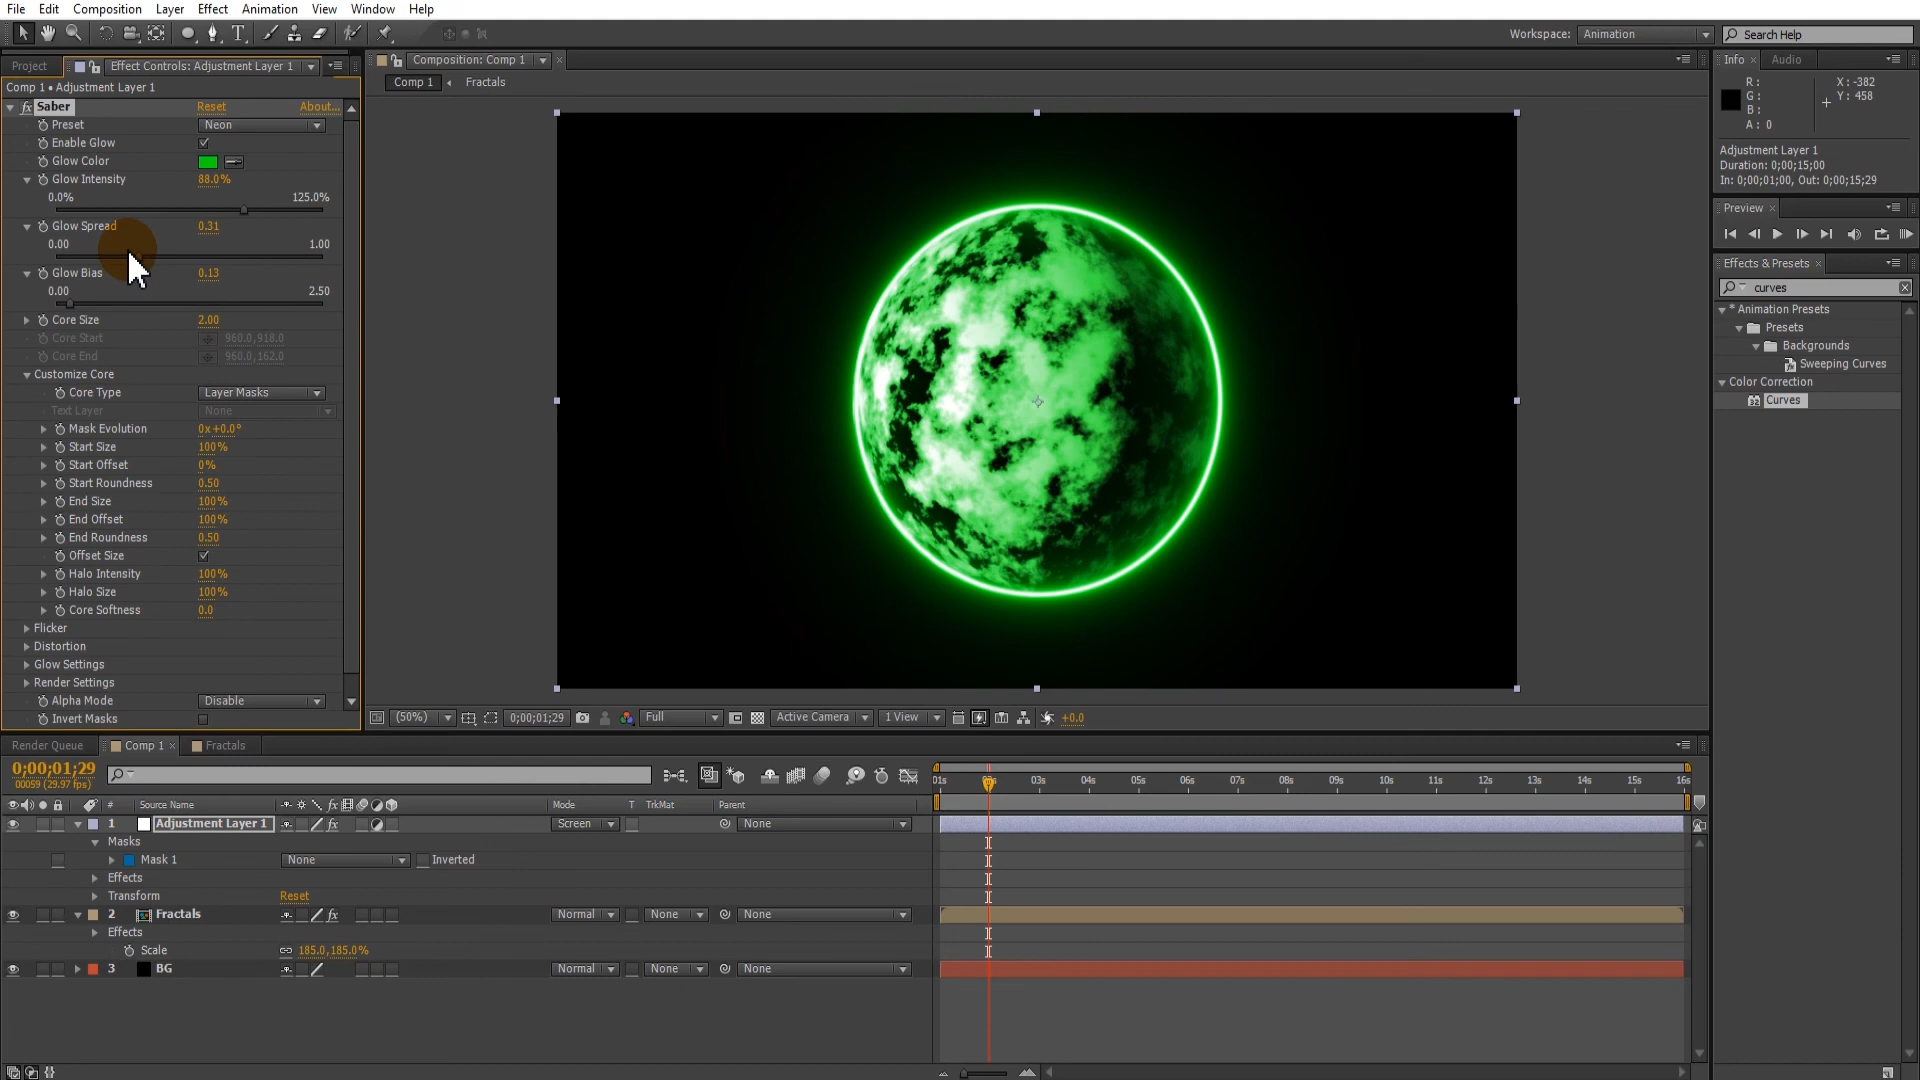 File Edit Composition Layer Effect Animation View Window Help
Workspace: Animation Search Help
Project Effect Controls: Adjustment Layer 1
Composition: Comp 1
Info Audio
Comp 1 Fractals
Comp 1 • Adjustment Layer 1
fx Saber Reset About...
Preset Neon
Enable Glow
Glow Color
Glow Intensity 88.0%
0.0% 125.0%
Glow Spread 0.31
0.00 1.00
Glow Bias 0.13
0.00 2.50
Core Size 2.00
Core Start 960.0,918.0
Core End 960.0,162.0
Customize Core
Core Type Layer Masks
Text Layer None
Mask Evolution 0x+0.0°
Start Size 100%
Start Offset 0%
Start Roundness 0.50
End Size 100%
End Offset 100%
End Roundness 0.50
Offset Size
Halo Intensity 100%
Halo Size 100%
Core Softness 0.0
Flicker
Distortion
Glow Settings
Render Settings
Alpha Mode Disable
Invert Masks
(50%) 0;00;01;29 Full Active Camera 1 View +0.0
R: X: -382
G: Y: 458
B:
A: 0
Adjustment Layer 1
Duration: 0;00;15;00
In: 0;00;01;00, Out: 0;00;15;29
Preview
Effects & Presets
curves
* Animation Presets
Presets
Backgrounds
Sweeping Curves
Color Correction
32 Curves
Render Queue Comp 1 Fractals
0;00;01;29
00059 (29.97 fps)
01s 02s 03s 04s 05s 06s 07s 08s 09s 10s 11s 12s 13s 14s 15s 16s
# Source Name fx Mode T TrkMat Parent
1 Adjustment Layer 1 fx Screen None
Masks
Mask 1 None Inverted
Effects
Transform Reset
2 Fractals fx Normal None None
Effects
Scale 185.0,185.0%
3 BG Normal None None